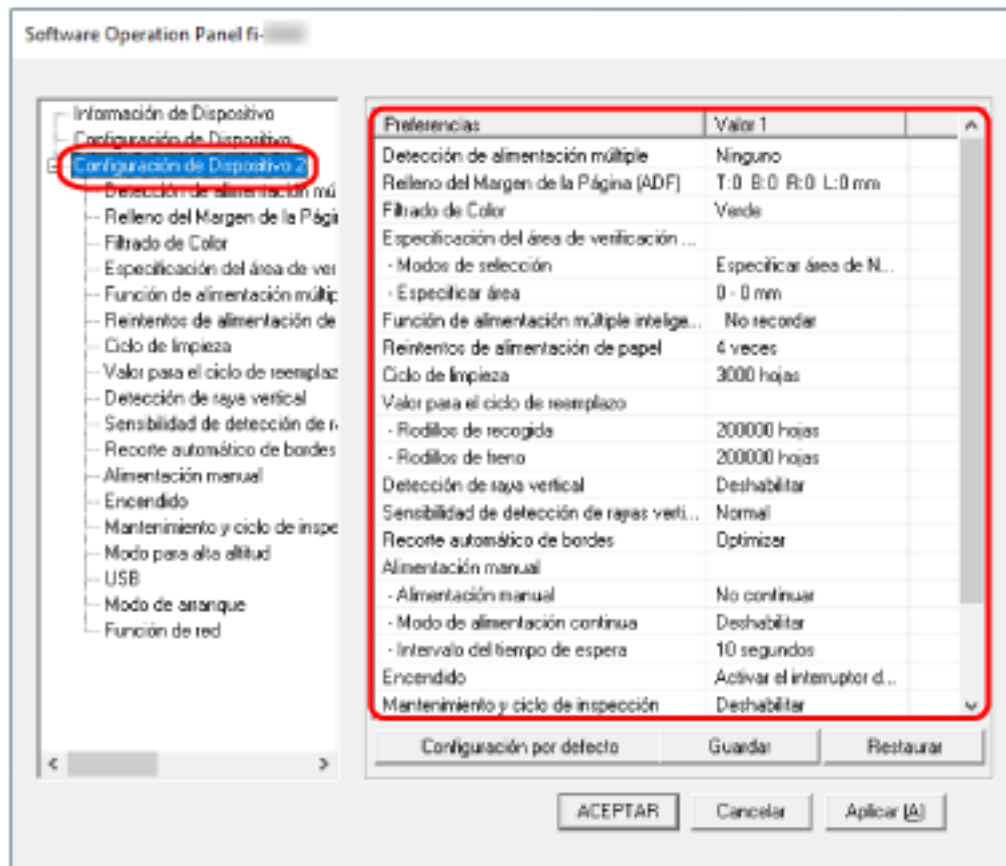 Software Operation Panel fi-
Información de Dispositivo
Configuración de Dispositivo
Configuración de Dispositivo 2
Detección de alimentación mú
Relleno del Margen de la Págin
Filtrado de Color
Especificación del área de ver
Función de alimentación múltip
Reintentos de alimentación de
Ciclo de limpieza
Valor para el ciclo de reemplaz
Detección de raya vertical
Sensibilidad de detección de r
Recorte automático de bordes
Alimentación manual
Encendido
Mantenimiento y ciclo de inspe
Modo para alta altitud
USB
Modo de arranque
Función de red
Preferencias Valor 1
Detección de alimentación múltiple Ninguno
Relleno del Margen de la Página (ADF) T:0 B:0 R:0 L:0 mm
Filtrado de Color Verde
Especificación del área de verificación ...
- Modos de selección Especificar área de N...
- Especificar área 0 - 0 mm
Función de alimentación múltiple intelige... No recordar
Reintentos de alimentación de papel 4 veces
Ciclo de limpieza 3000 hojas
Valor para el ciclo de reemplazo
- Rodillos de recogida 200000 hojas
- Rodillos de freno 200000 hojas
Detección de raya vertical Deshabilitar
Sensibilidad de detección de rayas verti... Normal
Recorte automático de bordes Optimizar
Alimentación manual
- Alimentación manual No continuar
- Modo de alimentación continua Deshabilitar
- Intervalo del tiempo de espera 10 segundos
Encendido Activar el interruptor d...
Mantenimiento y ciclo de inspección Deshabilitar
Configuración por defecto Guardar Restaurar
ACEPTAR Cancelar Aplicar (A)